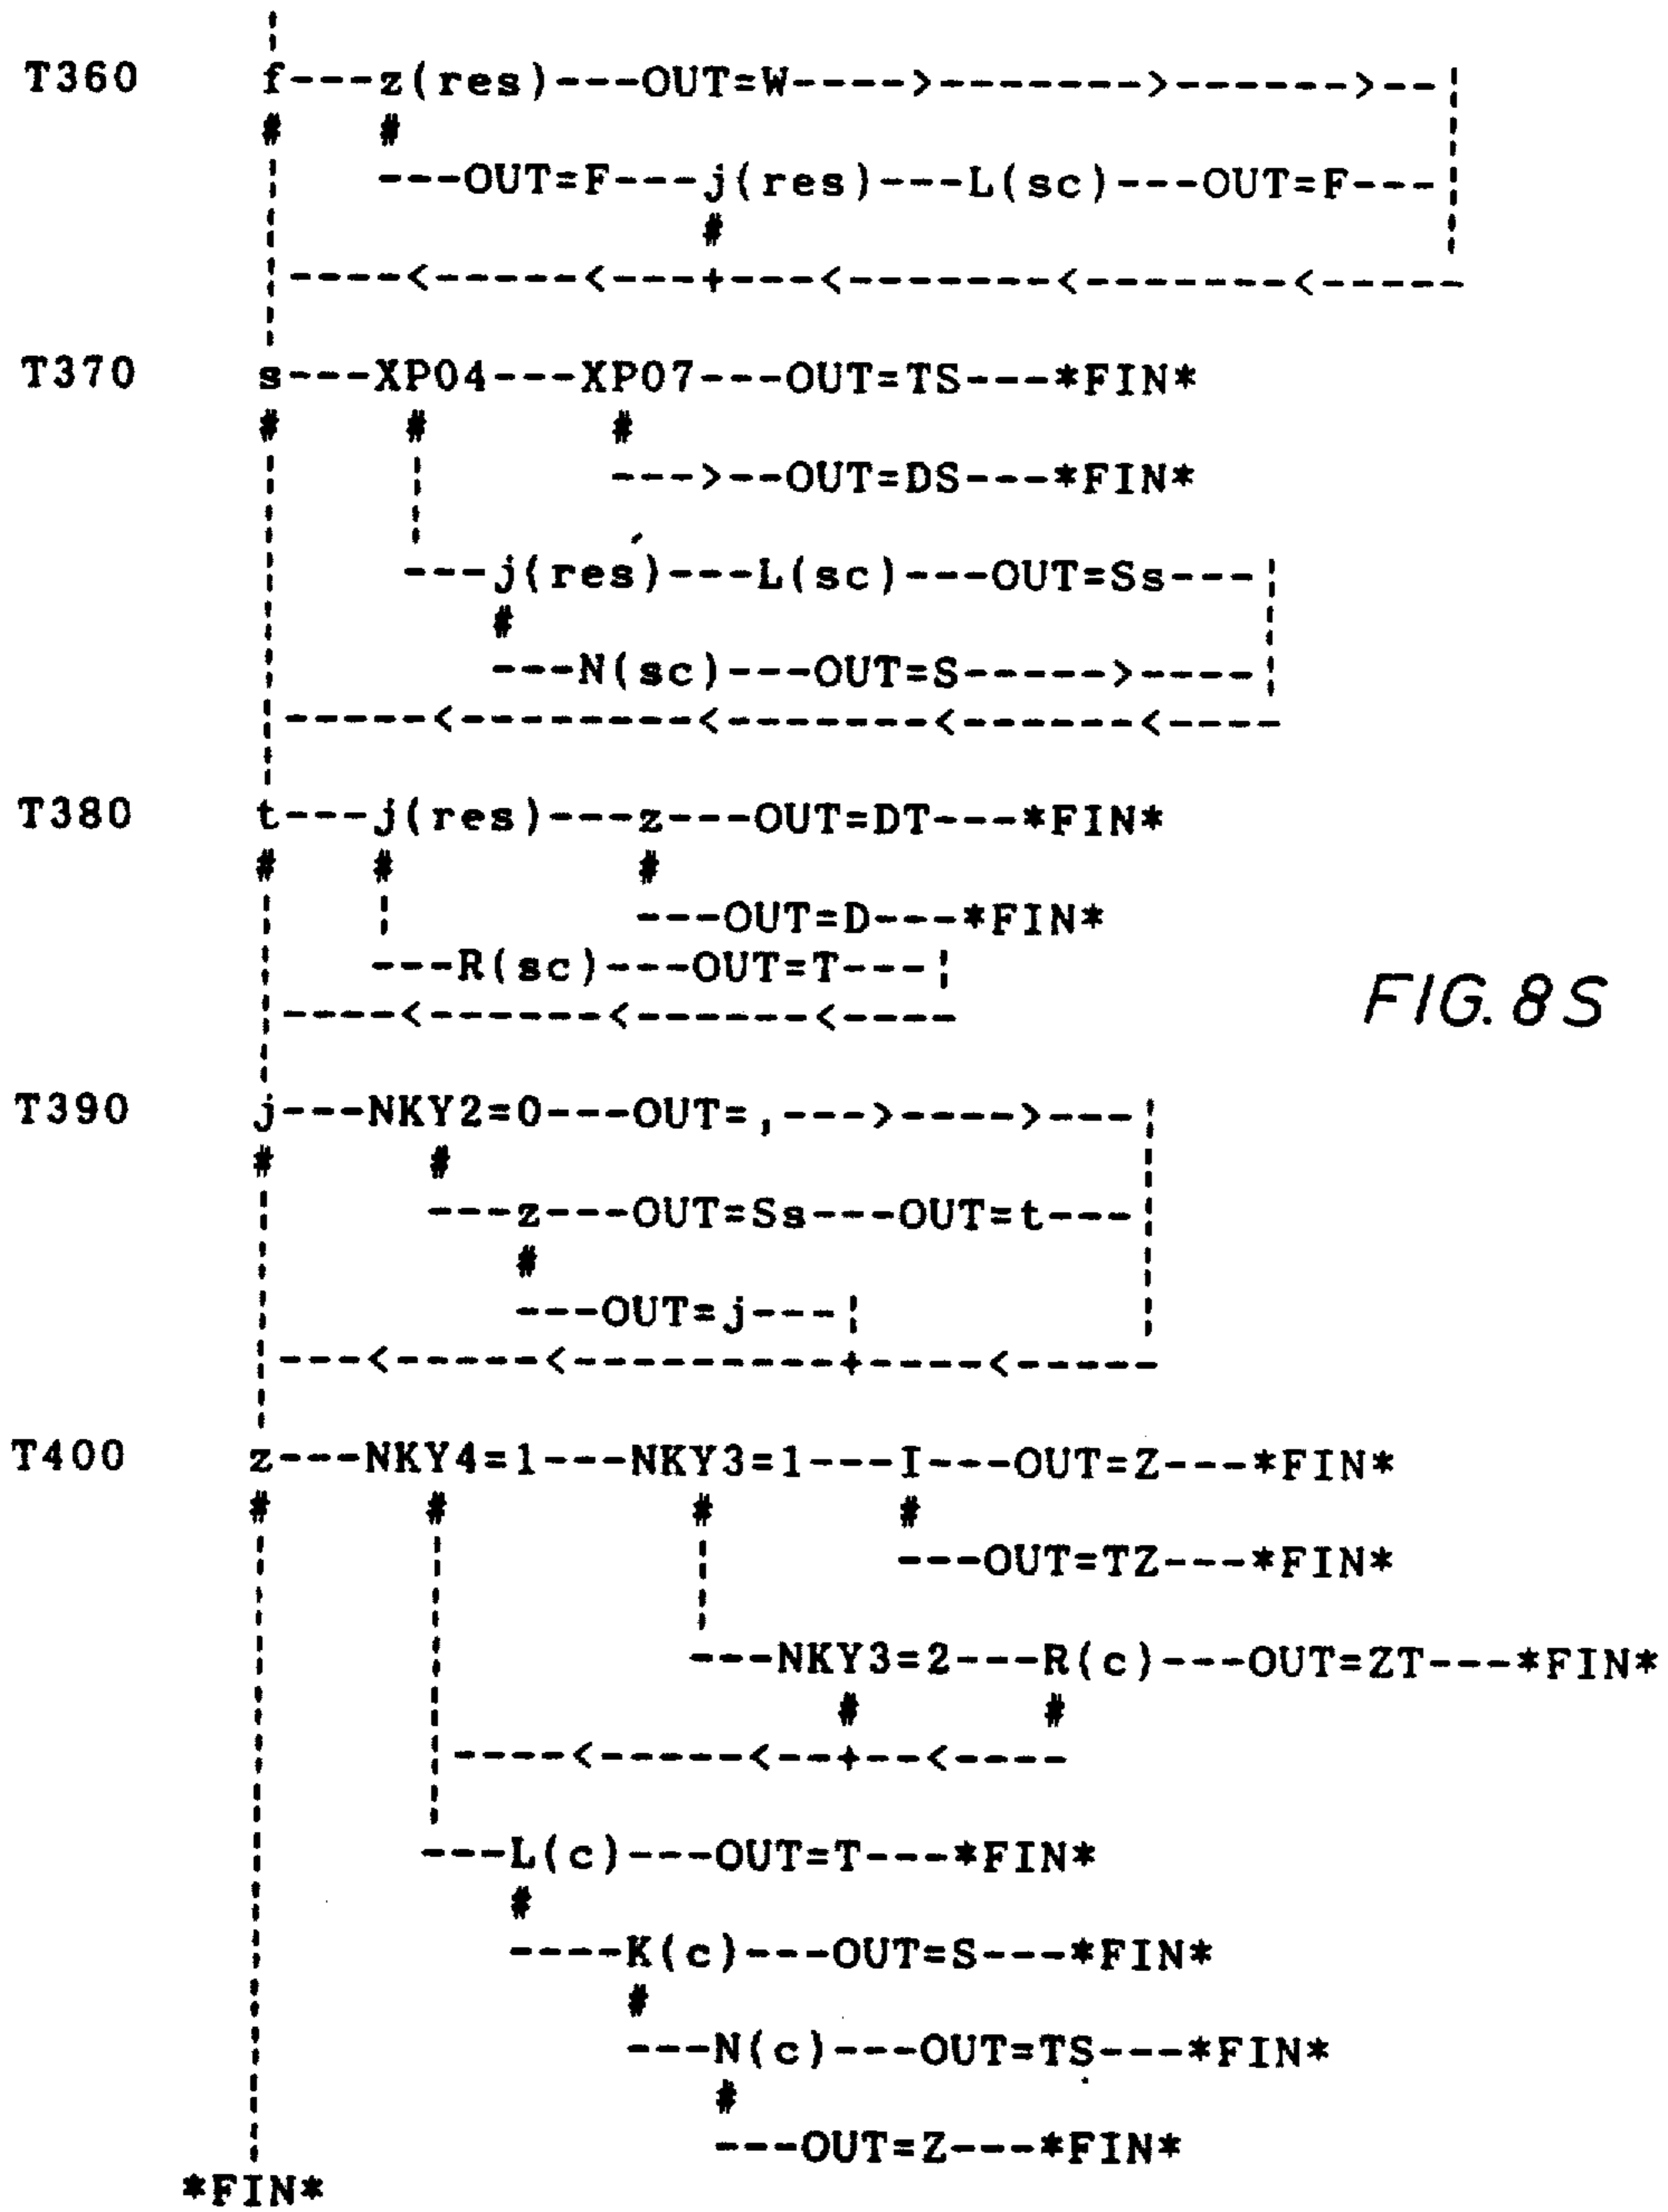 T360 f---z(res)---OUT=W---->-------->------>--¦
# #
---OUT=F---j(res)---L(sc)---OUT=F---¦
#
----<-----<---+---<-------<-------<-----
T370 s---XP04---XP07---OUT=TS---*FIN*
# # #
--->--OUT=DS---*FIN*
---j(res)---L(sc)---OUT=Ss---¦
#
---N(sc)---OUT=S----->----¦
-----<--------<-------<------<----
T380 t---j(res)---z---OUT=DT---*FIN*
# # #
---OUT=D---*FIN*
---R(sc)---OUT=T---¦
----<------<------<----
FIG. 8S
T390 j---NKY2=0---OUT=,--->---->---¦
# #
---z---OUT=Ss---OUT=t---¦
#
---OUT=j---¦
---<-----<----------+----<-----
T400 z---NKY4=1---NKY3=1---I---OUT=Z---*FIN*
# # # #
---OUT=TZ---*FIN*
---NKY3=2---R(c)---OUT=ZT---*FIN*
# #
----<-----<--+--<----
---L(c)---OUT=T---*FIN*
#
----K(c)---OUT=S---*FIN*
#
---N(c)---OUT=TS---*FIN*
#
---OUT=Z---*FIN*
*FIN*